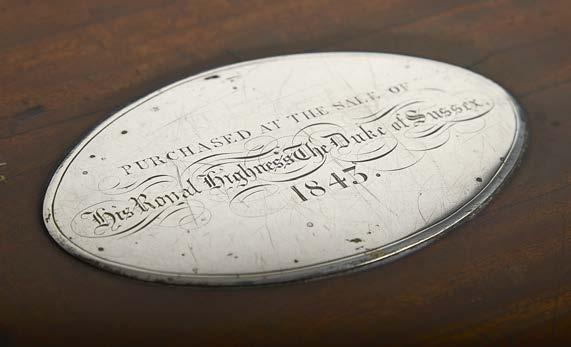 PURCHASED AT THE SALE OF
His Royal Highness The Duke of Sussex.
1843.